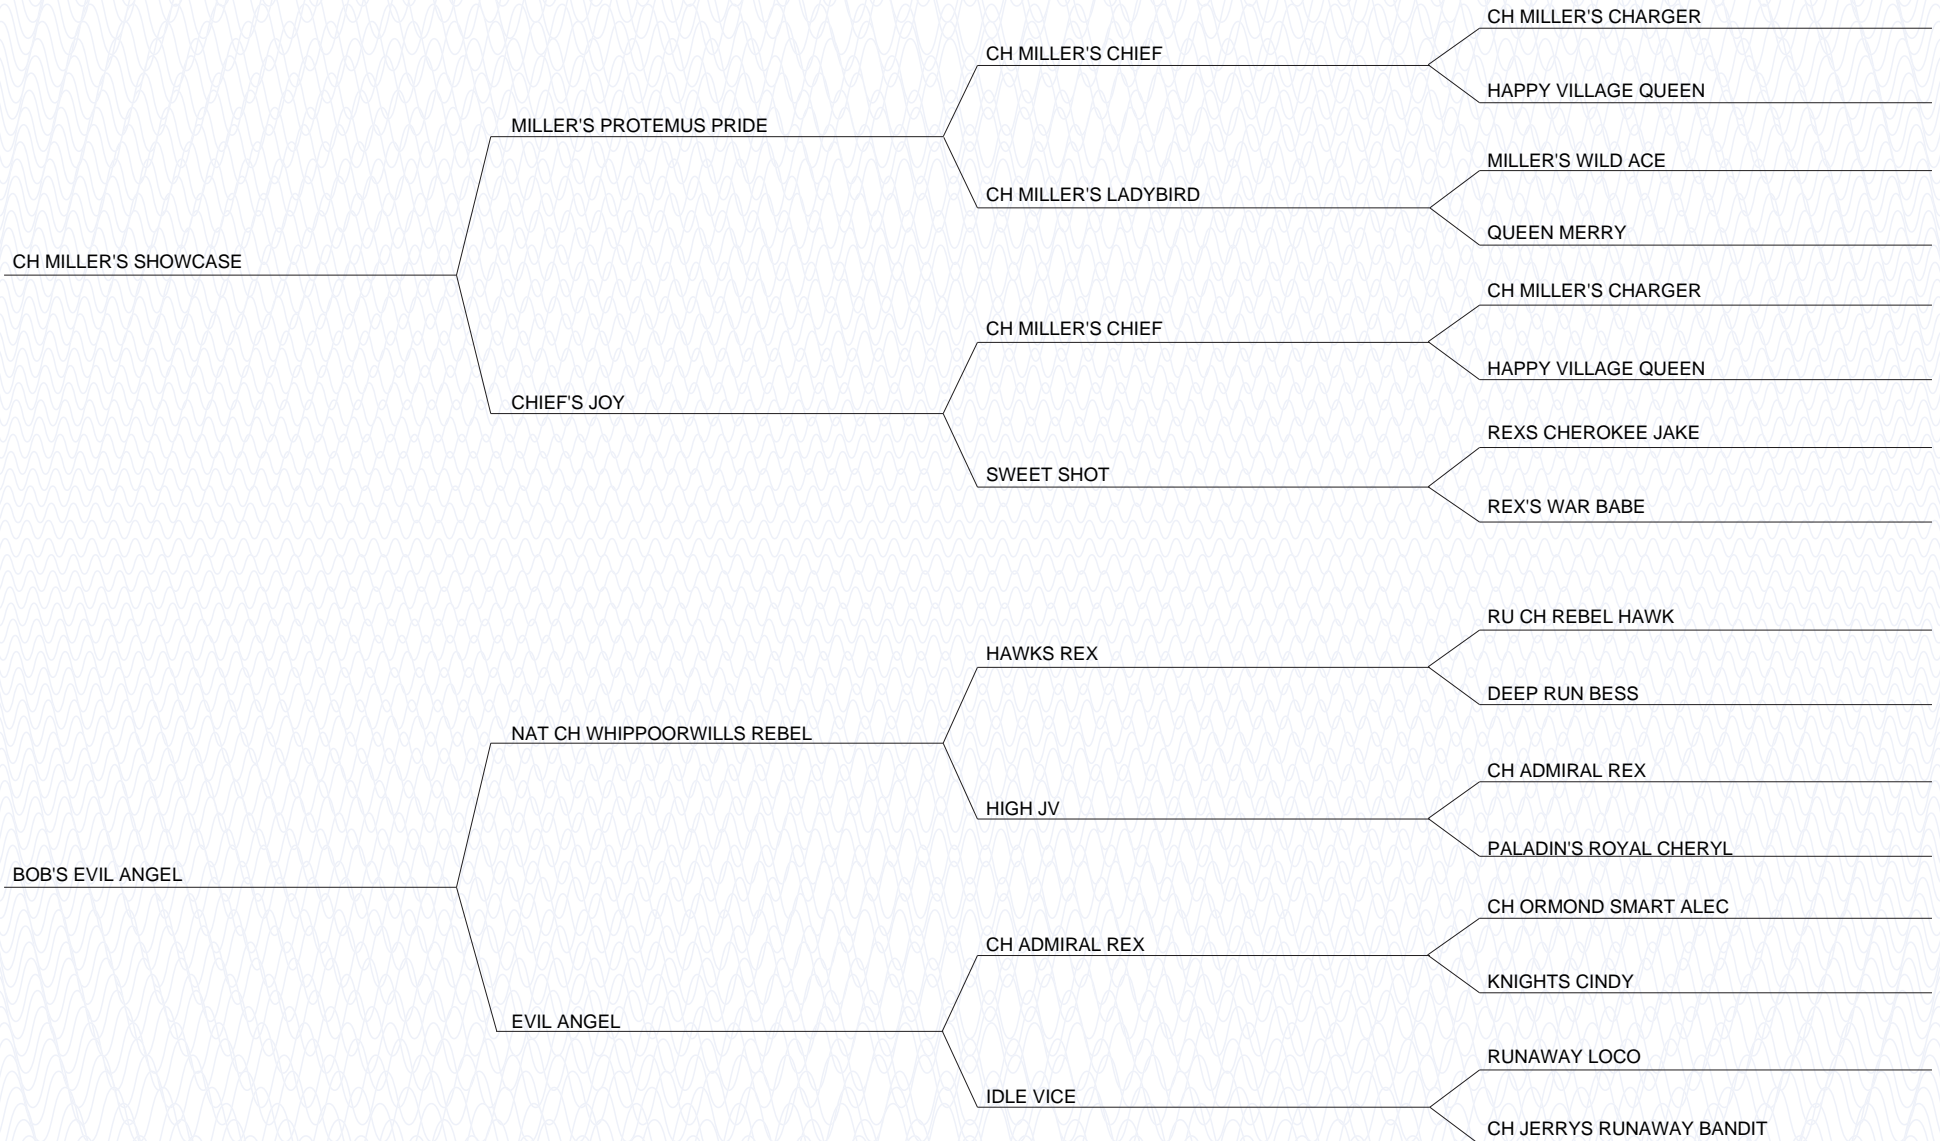 CH MILLER'S CHARGER
CH MILLER'S CHIEF
HAPPY VILLAGE QUEEN
MILLER'S PROTEMUS PRIDE
MILLER'S WILD ACE
CH MILLER'S LADYBIRD
QUEEN MERRY
CH MILLER'S SHOWCASE
CH MILLER'S CHARGER
CH MILLER'S CHIEF
HAPPY VILLAGE QUEEN
CHIEF'S JOY
REXS CHEROKEE JAKE
SWEET SHOT
REX'S WAR BABE
RU CH REBEL HAWK
HAWKS REX
DEEP RUN BESS
NAT CH WHIPPOORWILLS REBEL
CH ADMIRAL REX
HIGH JV
PALADIN'S ROYAL CHERYL
BOB'S EVIL ANGEL
CH ORMOND SMART ALEC
CH ADMIRAL REX
KNIGHTS CINDY
EVIL ANGEL
RUNAWAY LOCO
IDLE VICE
CH JERRYS RUNAWAY BANDIT